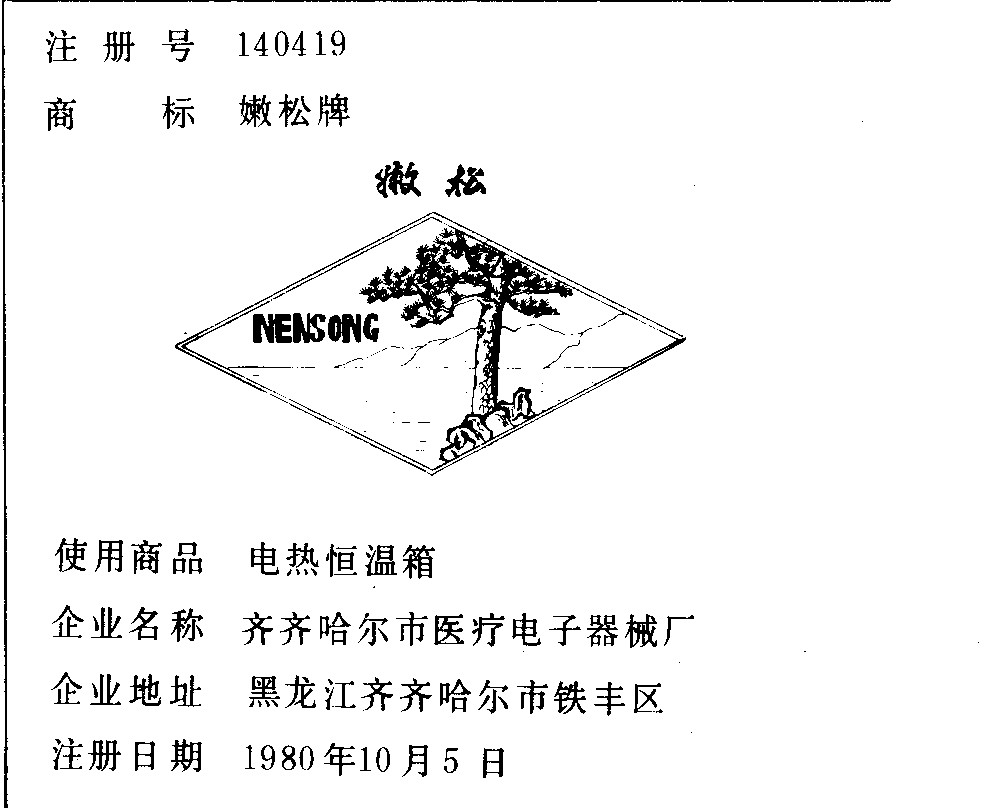 注册号 140419
商标 嫩松牌
嫩松
NENSONG
使用商品 电热恒温箱
企业名称 齐齐哈尔市医疗电子器械厂
企业地址 黑龙江齐齐哈尔市铁丰区
注册日期 1980年10月5日